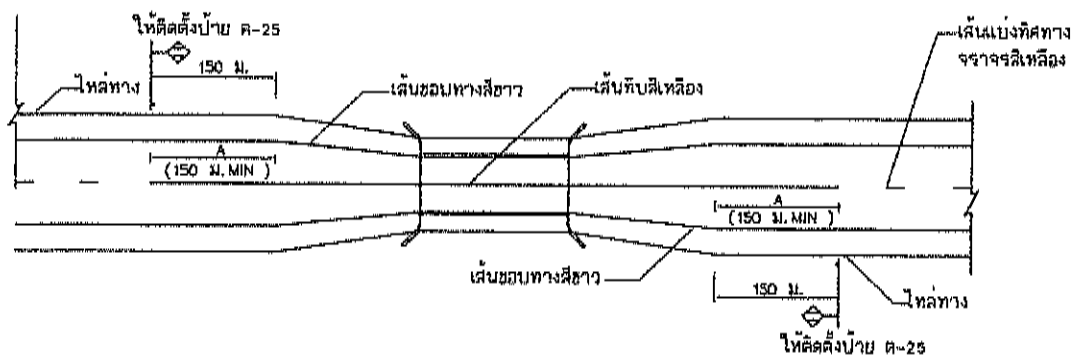 ให้ติดตั้งป้าย ต-25
150 ม.
ไหล่ทาง
เส้นขอบทางสีขาว
เส้นทึบสีเหลือง
เส้นแบ่งทิศทาง
จราจรสีเหลือง
A
(150 ม.MIN )
A
(150 ม.MIN )
เส้นขอบทางสีขาว
150 ม.
ไหล่ทาง
ให้ติดตั้งป้าย ต-25